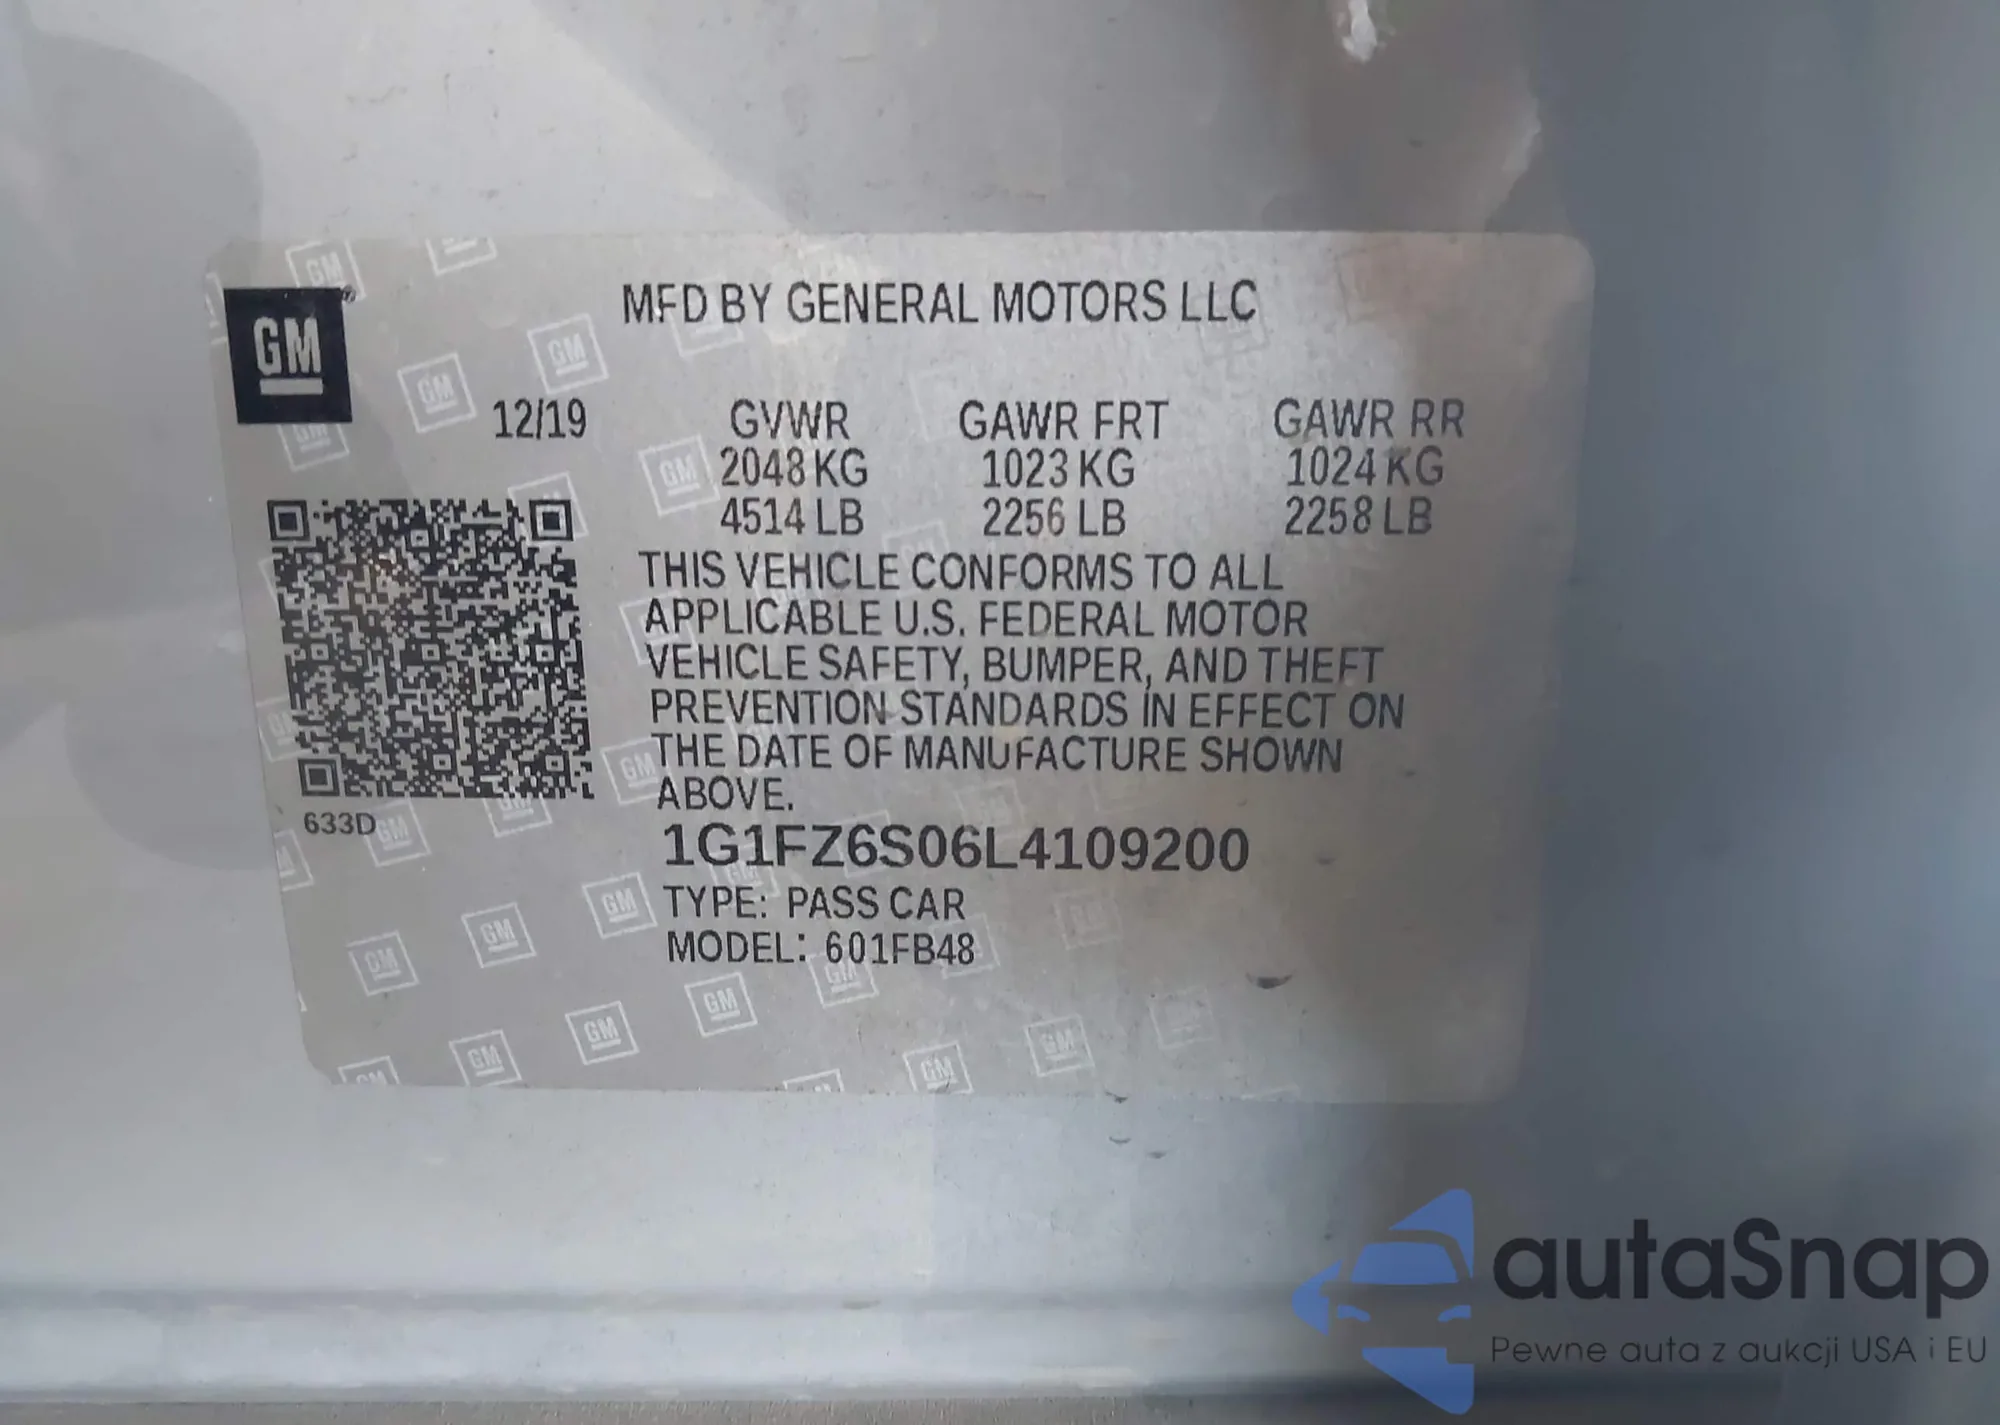 MFD BY GENERAL MOTORS LLC
GM
12/19 GVWR GAWR FRT GAWR RR
2048 KG 1023 KG 1024 KG
4514 LB 2256 LB 2258 LB
THIS VEHICLE CONFORMS TO ALL
APPLICABLE U.S. FEDERAL MOTOR
VEHICLE SAFETY, BUMPER, AND THEFT
PREVENTION STANDARDS IN EFFECT ON
THE DATE OF MANUFACTURE SHOWN
ABOVE.
633D
1G1FZ6S06L4109200
TYPE: PASS CAR
MODEL: 601FB48
autaSnap
Pewne auta z aukcji USA i EU